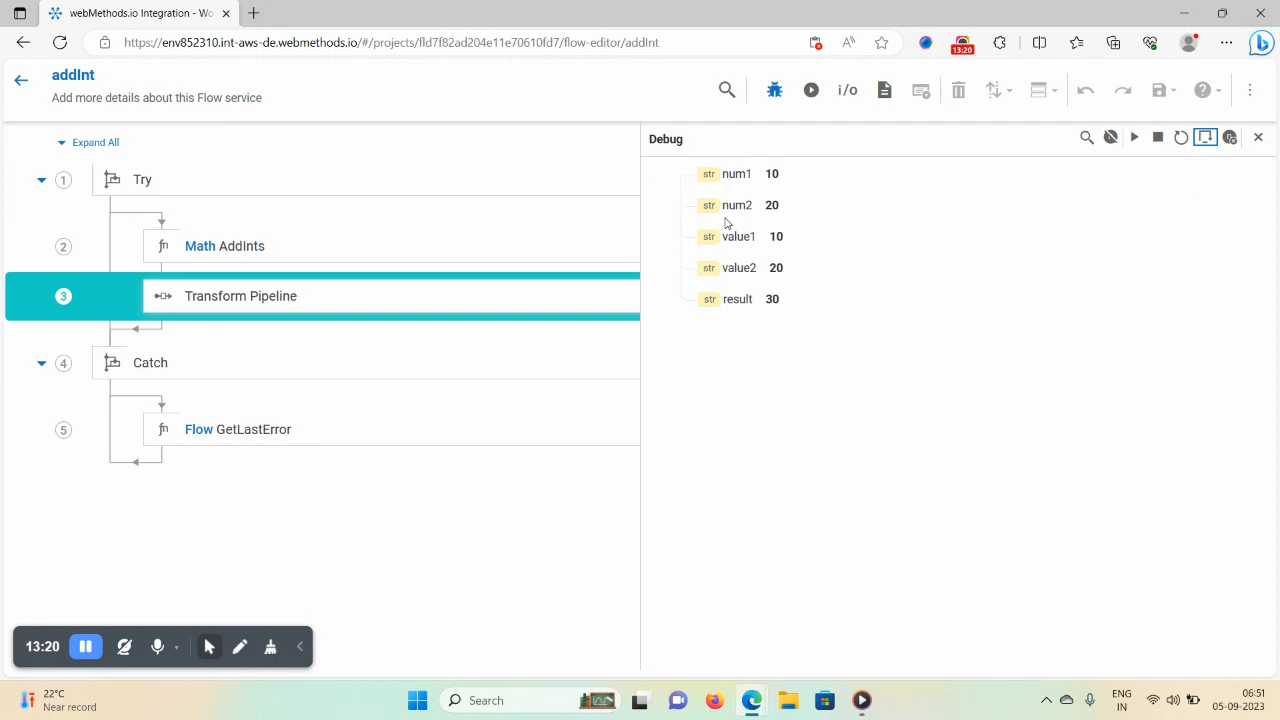 webMethods.io Integration - Wo
https://env852310.int-aws-de.webmethods.io/#/projects/fld7f82ad204e11e70610fd7/flow-editor/addInt
13:20
addInt
Add more details about this Flow service
i/o
Expand All
Debug
1 Try
2 fn Math AddInts
3 Transform Pipeline
4 Catch
5 fn Flow GetLastError
str num1 10
str num2 20
str value1 10
str value2 20
str result 30
13:20
22°C
Near record
Search
ENG
IN
05-09-2023